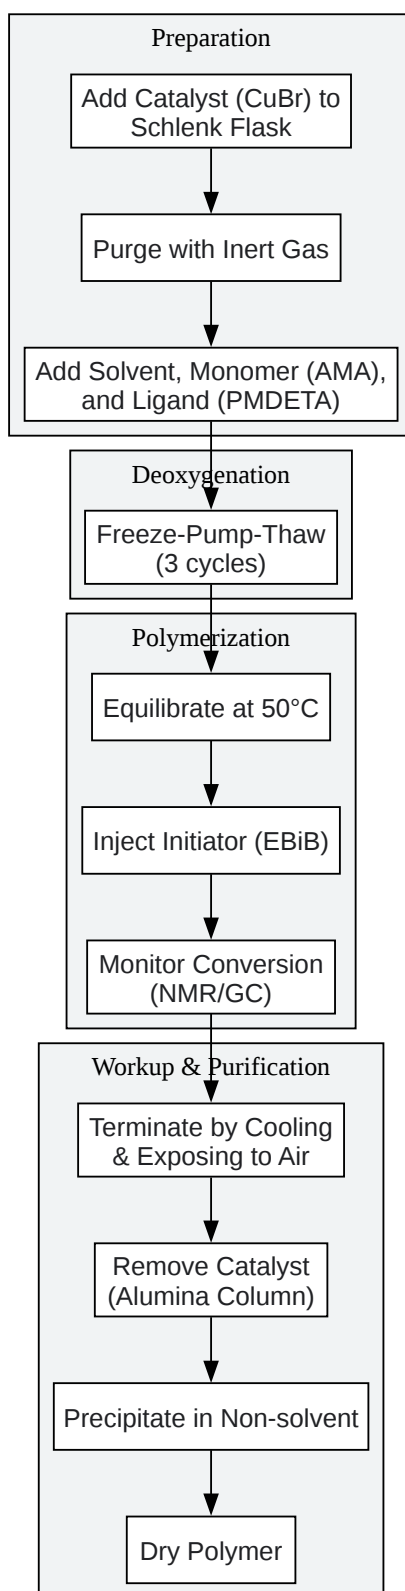 Preparation
Add Catalyst (CuBr) to
Schlenk Flask
Purge with Inert Gas
Add Solvent, Monomer (AMA),
and Ligand (PMDETA)
Deoxygenation
Freeze-Pump-Thaw
(3 cycles)
Polymerization
Equilibrate at 50°C
Inject Initiator (EBiB)
Monitor Conversion
(NMR/GC)
Workup & Purification
Terminate by Cooling
& Exposing to Air
Remove Catalyst
(Alumina Column)
Precipitate in Non-solvent
Dry Polymer